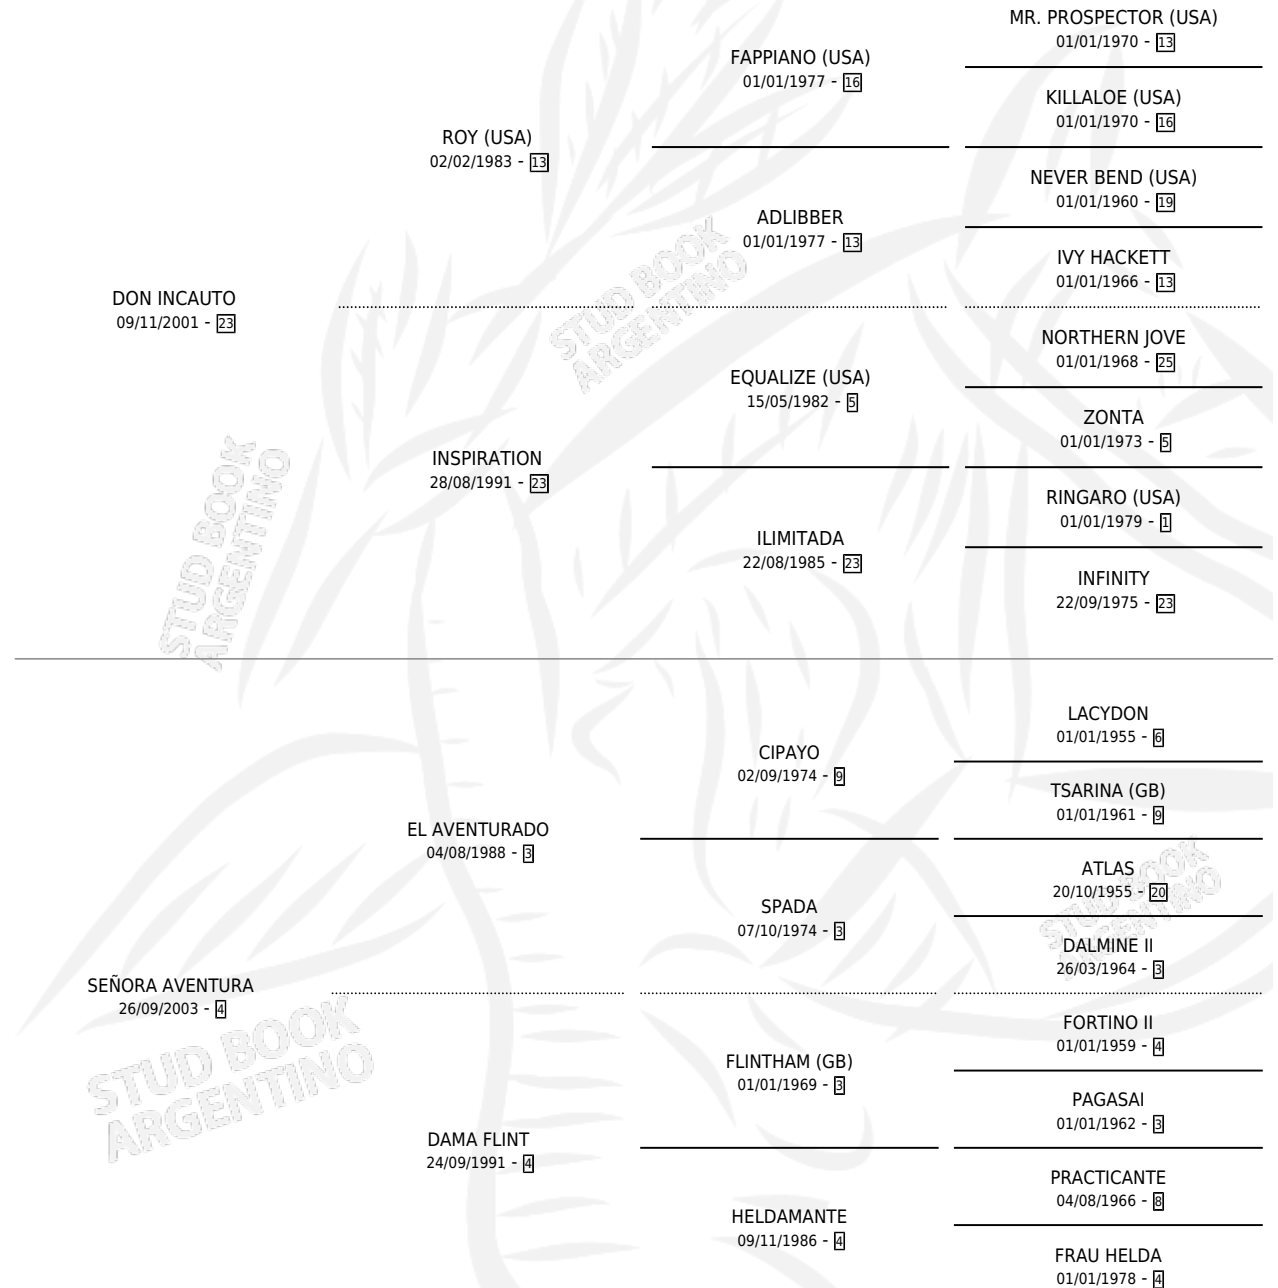 MR. PROSPECTOR (USA)
01/01/1970 - 13
FAPPIANO (USA)
01/01/1977 - 16
KILLALOE (USA)
01/01/1970 - 16
ROY (USA)
02/02/1983 - 13
NEVER BEND (USA)
01/01/1960 - 19
ADLIBBER
01/01/1977 - 13
IVY HACKETT
01/01/1966 - 13
DON INCAUTO
09/11/2001 - 23
STUD BOOK
ARGENTINO
NORTHERN JOVE
01/01/1968 - 25
EQUALIZE (USA)
15/05/1982 - 5
ZONTA
01/01/1973 - 5
INSPIRATION
28/08/1991 - 23
RINGARO (USA)
01/01/1979 - 1
ILIMITADA
22/08/1985 - 23
INFINITY
22/09/1975 - 23
STUD BOOK
ARGENTINO
LACYDON
01/01/1955 - 6
CIPAYO
02/09/1974 - 9
TSARINA (GB)
01/01/1961 - 9
EL AVENTURADO
04/08/1988 - 3
ATLAS
20/10/1955 - 20
SPADA
07/10/1974 - 3
DALMINE II
26/03/1964 - 3
STUD BOOK
ARGENTINO
SEÑORA AVENTURA
26/09/2003 - 4
FORTINO II
01/01/1959 - 4
FLINTHAM (GB)
01/01/1969 - 3
PAGASAI
01/01/1962 - 3
STUD BOOK
ARGENTINO
DAMA FLINT
24/09/1991 - 4
PRACTICANTE
04/08/1966 - 8
HELDAMANTE
09/11/1986 - 4
FRAU HELDA
01/01/1978 - 4